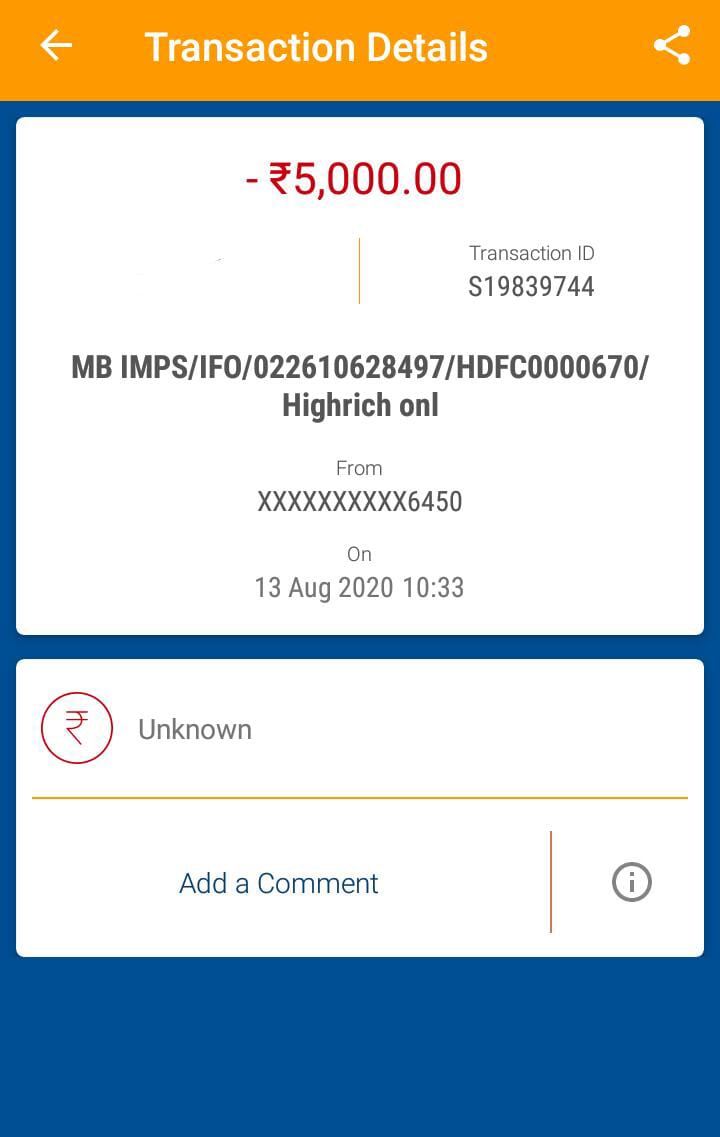 Transaction Details
- ₹5,000.00
Transaction ID
S19839744
MB IMPS/IFO/022610628497/HDFC0000670/
Highrich onl
From
XXXXXXXXXX6450
On
13 Aug 2020 10:33
Unknown
Add a Comment